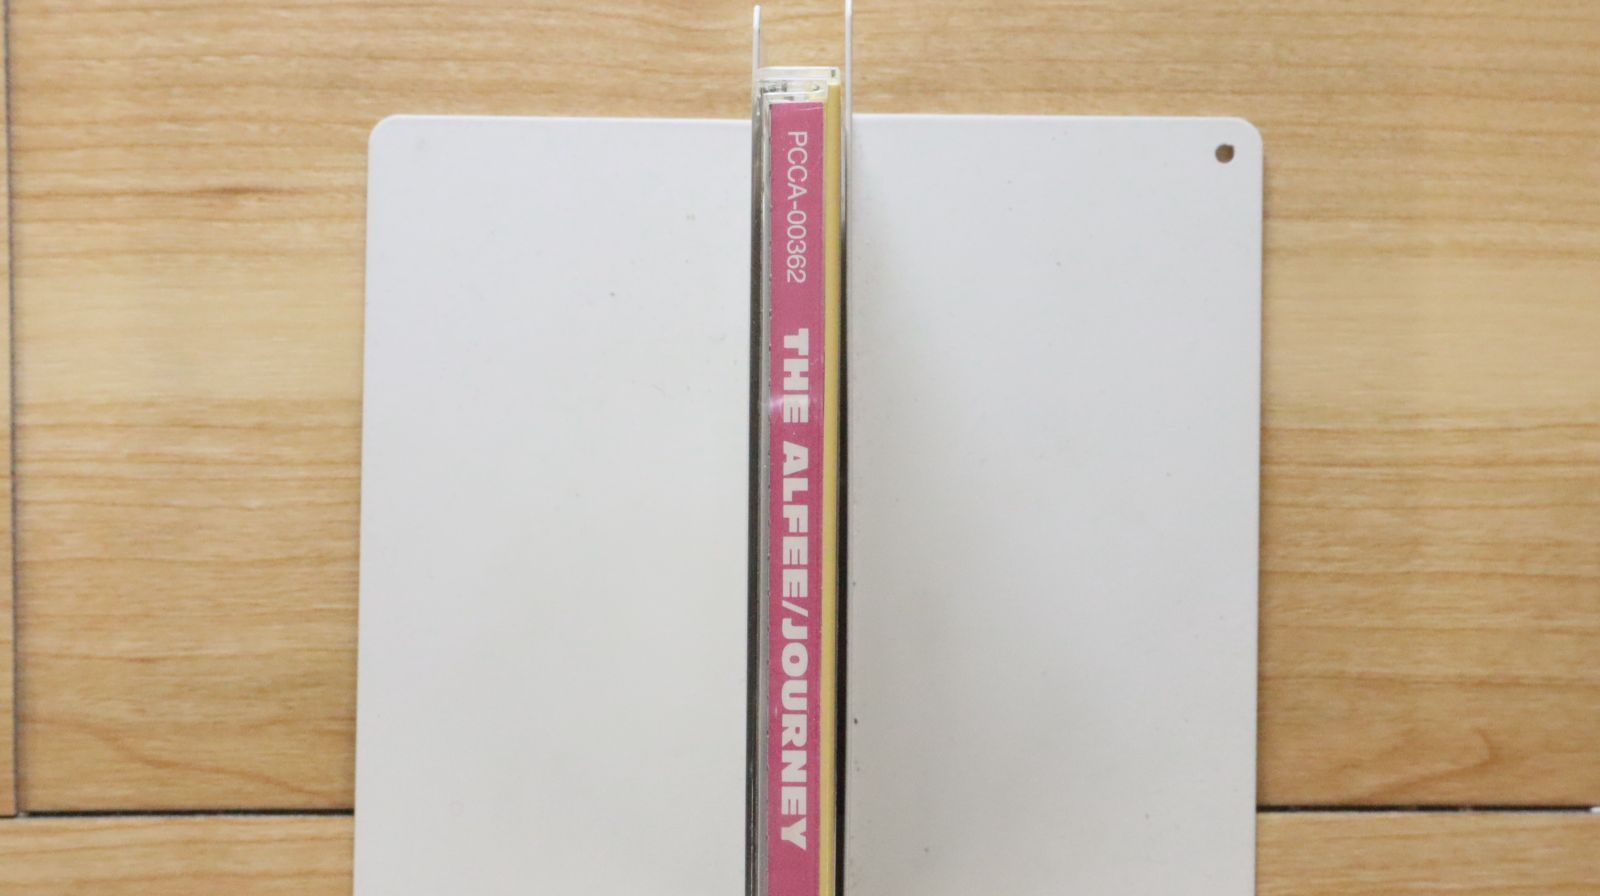 PCCA-00362 THE ALFEE/JOURNEY